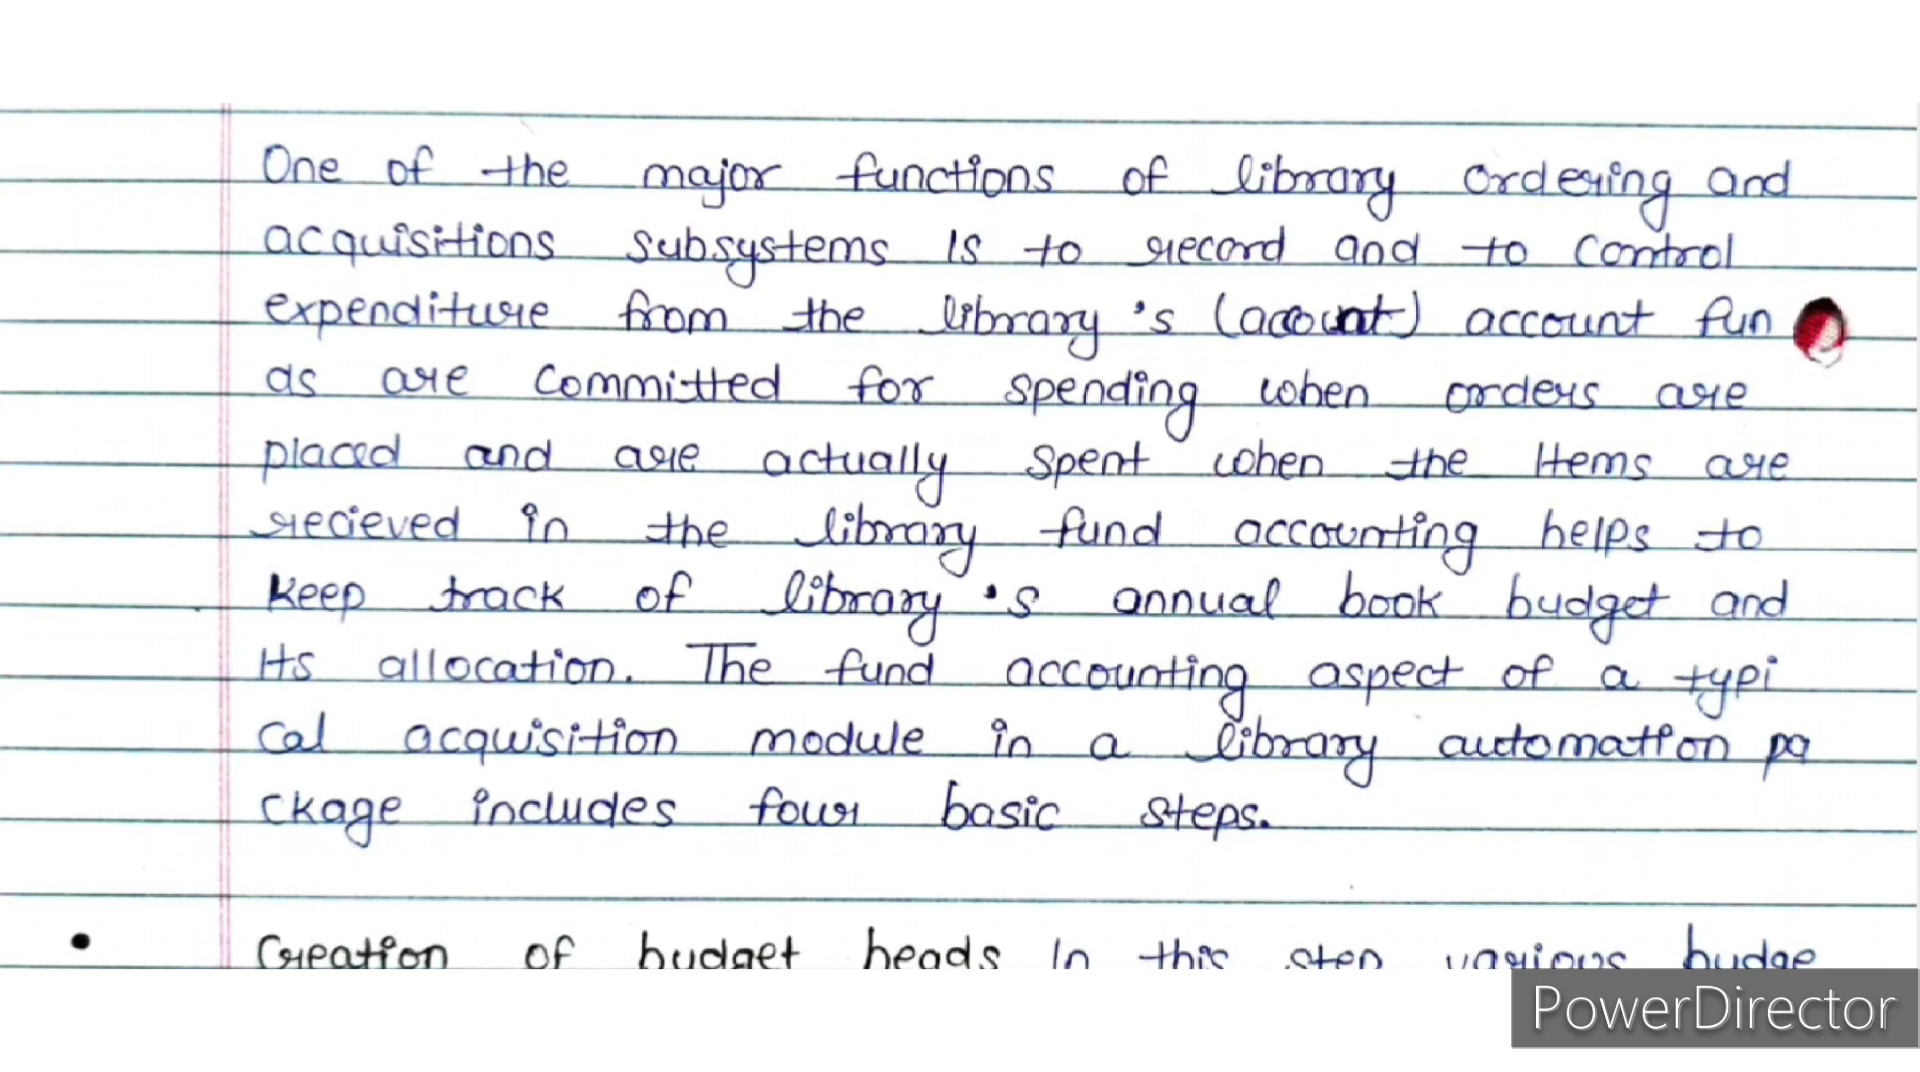 One of the major functions of library ordering and
acquisitions subsystems is to record and to control
expenditure from the library's (account) account fun
ds are committed for spending when orders are
placed and are actually spent when the items are
recieved in the library fund accounting helps to
keep track of library's annual book budget and
its allocation. The fund accounting aspect of a typi
cal acquisition module in a library automation pa
ckage includes four basic steps.
• Creation of budget heads In this step various budge
PowerDirector